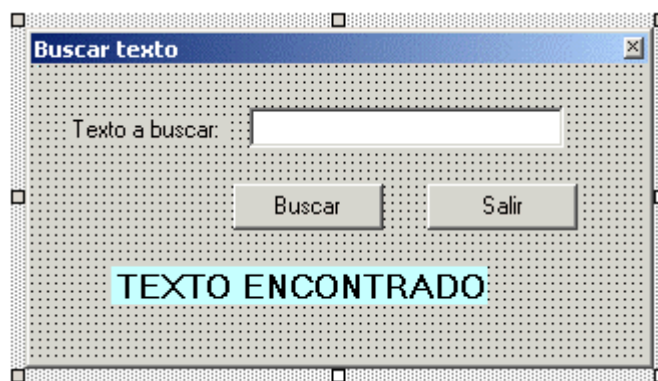 Buscar texto
Texto a buscar:
Buscar Salir
TEXTO ENCONTRADO